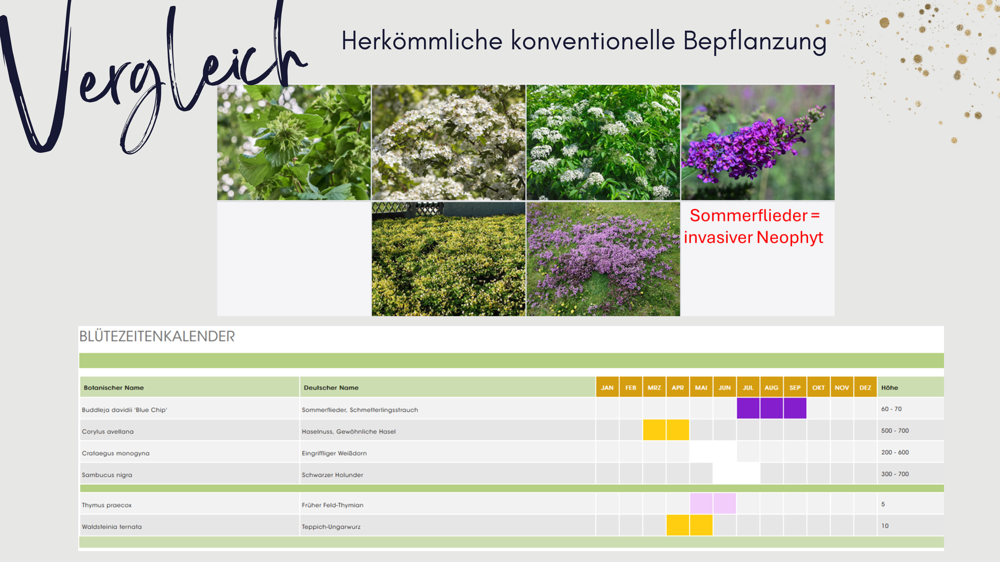 Vergleich
Herkömmliche konventionelle Bepflanzung
Sommerflieder =
invasiver Neophyt
BLÜTEZEITENKALENDER
Botanischer Name Deutscher Name JAN FEB MRZ APR MAI JUN JUL AUG SEP OKT NOV DEZ Höhe
Buddleja davidii 'Blue Chip' Sommerflieder, Schmetterlingsstrauch 60 - 70
Corylus avellana Haselnuss, Gewöhnliche Hasel 500 - 700
Crataegus monogyna Eingriffliger Weißdorn 200 - 600
Sambucus nigra Schwarzer Holunder 300 - 700
Thymus praecox Früher Feld-Thymian 5
Waldsteinia ternata Teppich-Ungarwurz 10